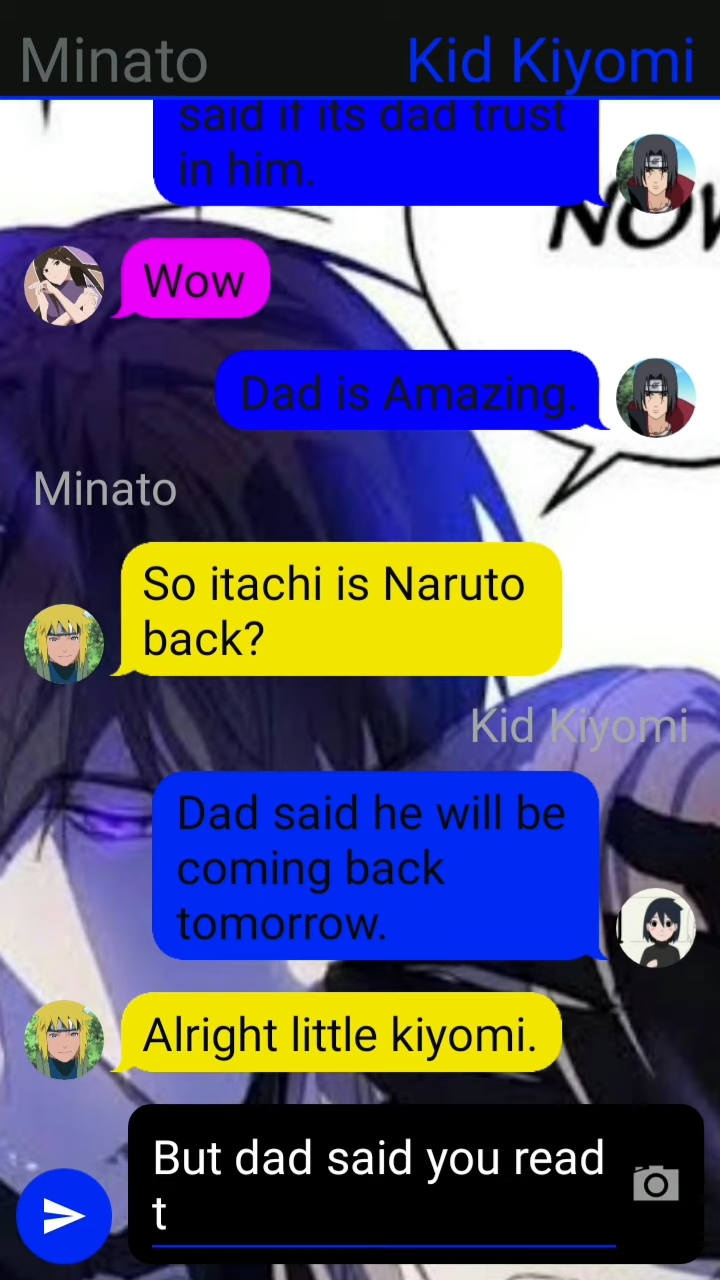 Minato Kid Kiyomi
said if its dad trust
in him.
NOW
Wow
Dad is Amazing.
Minato
So itachi is Naruto
back?
Kid Kiyomi
Dad said he will be
coming back
tomorrow.
Alright little kiyomi.
But dad said you read
t